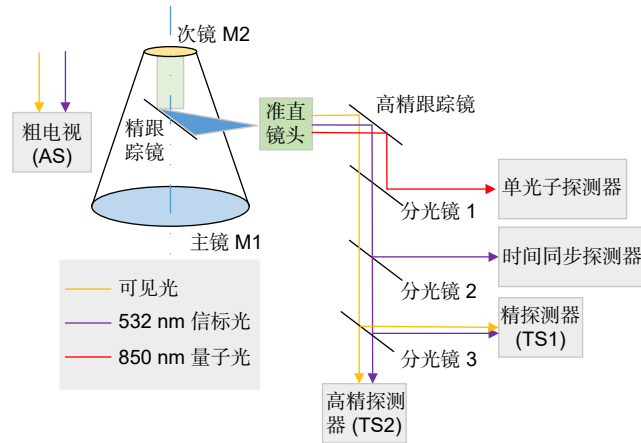 次镜 M2
粗电视
(AS)
精跟
踪镜
准直
镜头
高精跟踪镜
主镜 M1
分光镜 1
单光子探测器
分光镜 2
时间同步探测器
分光镜 3
精探测器
(TS1)
高精探测
器 (TS2)
可见光
532 nm 信标光
850 nm 量子光